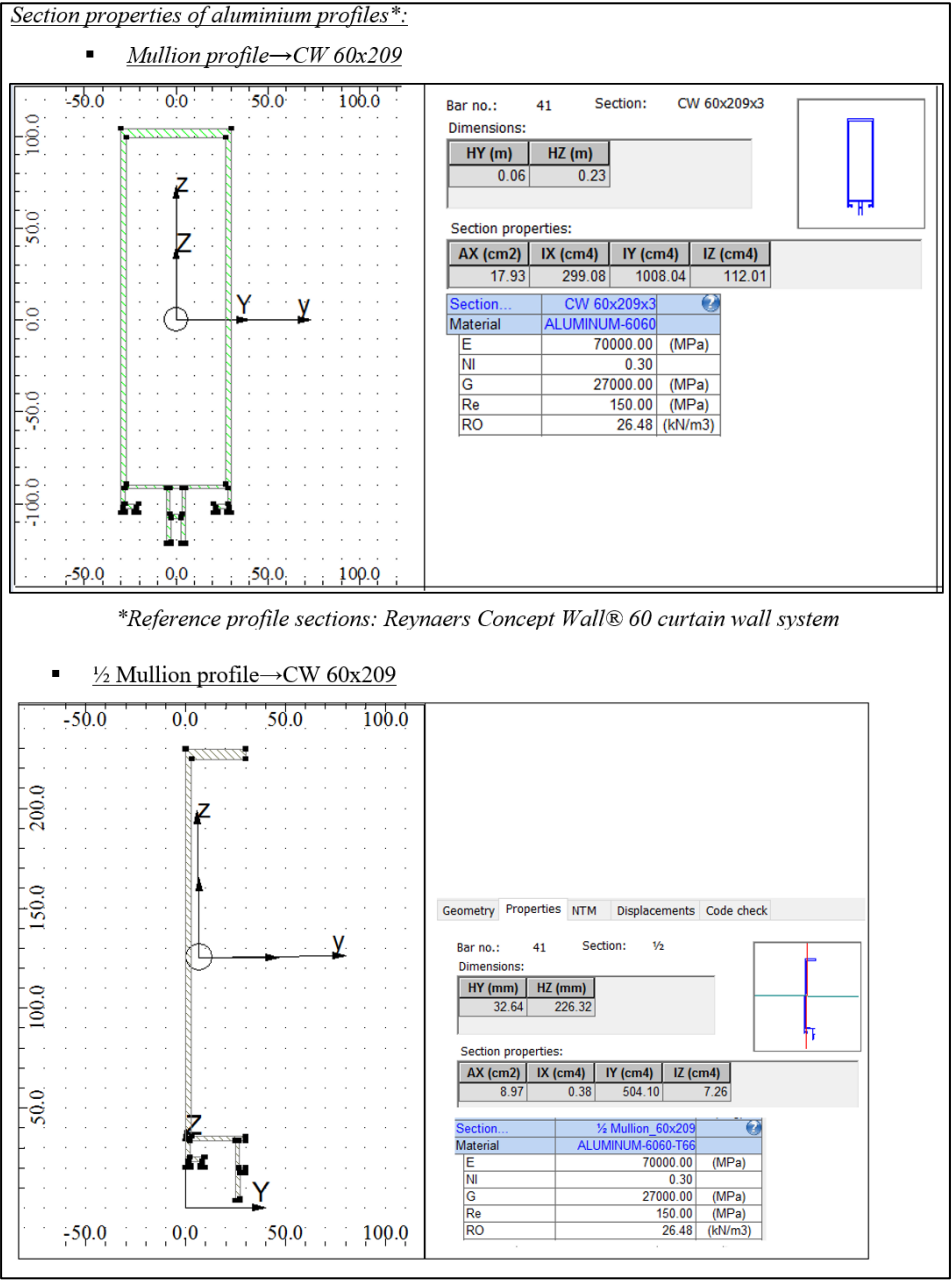 Section properties of aluminium profiles*:
▪ Mullion profile→CW 60x209
-50.0 0.0 50.0 100.0
100.0
50.0
0.0
-50.0
-100.0
z
Z
Y y
-50.0 0.0 50.0 100.0
Bar no.: 41 Section: CW 60x209x3
Dimensions:
HY (m) HZ (m)
0.06 0.23
Section properties:
AX (cm2) IX (cm4) IY (cm4) IZ (cm4)
17.93 299.08 1008.04 112.01
Section... CW 60x209x3 ?
Material ALUMINUM-6060
E 70000.00 (MPa)
NI 0.30
G 27000.00 (MPa)
Re 150.00 (MPa)
RO 26.48 (kN/m3)
*Reference profile sections: Reynaers Concept Wall® 60 curtain wall system
▪ ½ Mullion profile→CW 60x209
-50.0 0.0 50.0 100.0
200.0
150.0
100.0
50.0
z
y
Z
Y
-50.0 0.0 50.0 100.0
Geometry Properties NTM Displacements Code check
Bar no.: 41 Section: ½
Dimensions:
HY (mm) HZ (mm)
32.64 226.32
Section properties:
AX (cm2) IX (cm4) IY (cm4) IZ (cm4)
8.97 0.38 504.10 7.26
Section... ½ Mullion_60x209 ?
Material ALUMINUM-6060-T66
E 70000.00 (MPa)
NI 0.30
G 27000.00 (MPa)
Re 150.00 (MPa)
RO 26.48 (kN/m3)